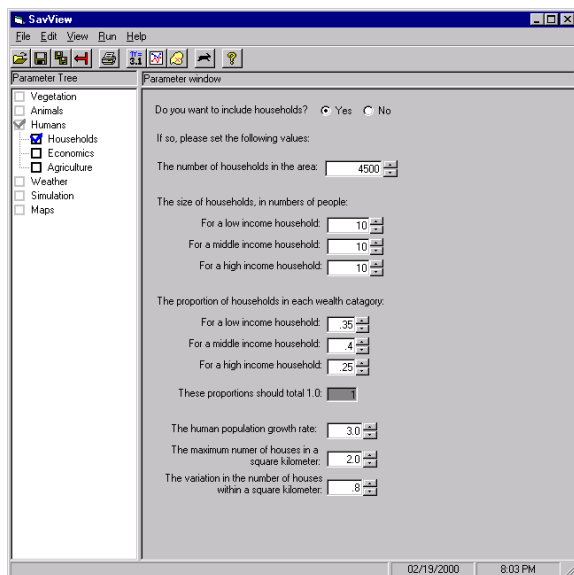 SavView
File Edit View Run Help
TV=
3.1
?
Parameter Tree
Parameter window
Vegetation
Animals
Humans
Households
Economics
Agriculture
Weather
Simulation
Maps
Do you want to include households? Yes No
If so, please set the following values:
The number of households in the area: 4500
The size of households, in numbers of people:
For a low income household: 10
For a middle income household: 10
For a high income household: 10
The proportion of households in each wealth catagory:
For a low income household: .35
For a middle income household: .4
For a high income household: .25
These proportions should total 1.0: 1
The human population growth rate: 3.0
The maximum numer of houses in a
square kilometer: 2.0
The variation in the number of houses
within a square kilometer: .8
02/19/2000 8:03 PM